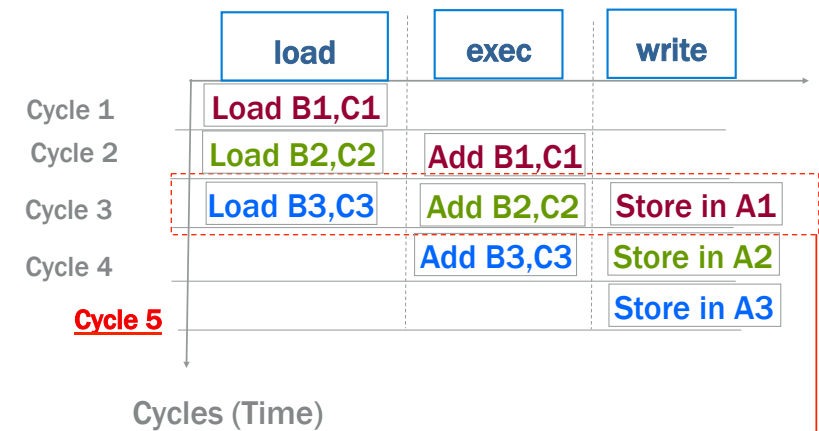 load exec write
Cycle 1 Load B1,C1
Cycle 2 Load B2,C2 Add B1,C1
Cycle 3 Load B3,C3 Add B2,C2 Store in A1
Cycle 4 Add B3,C3 Store in A2
Cycle 5 Store in A3
Cycles (Time)